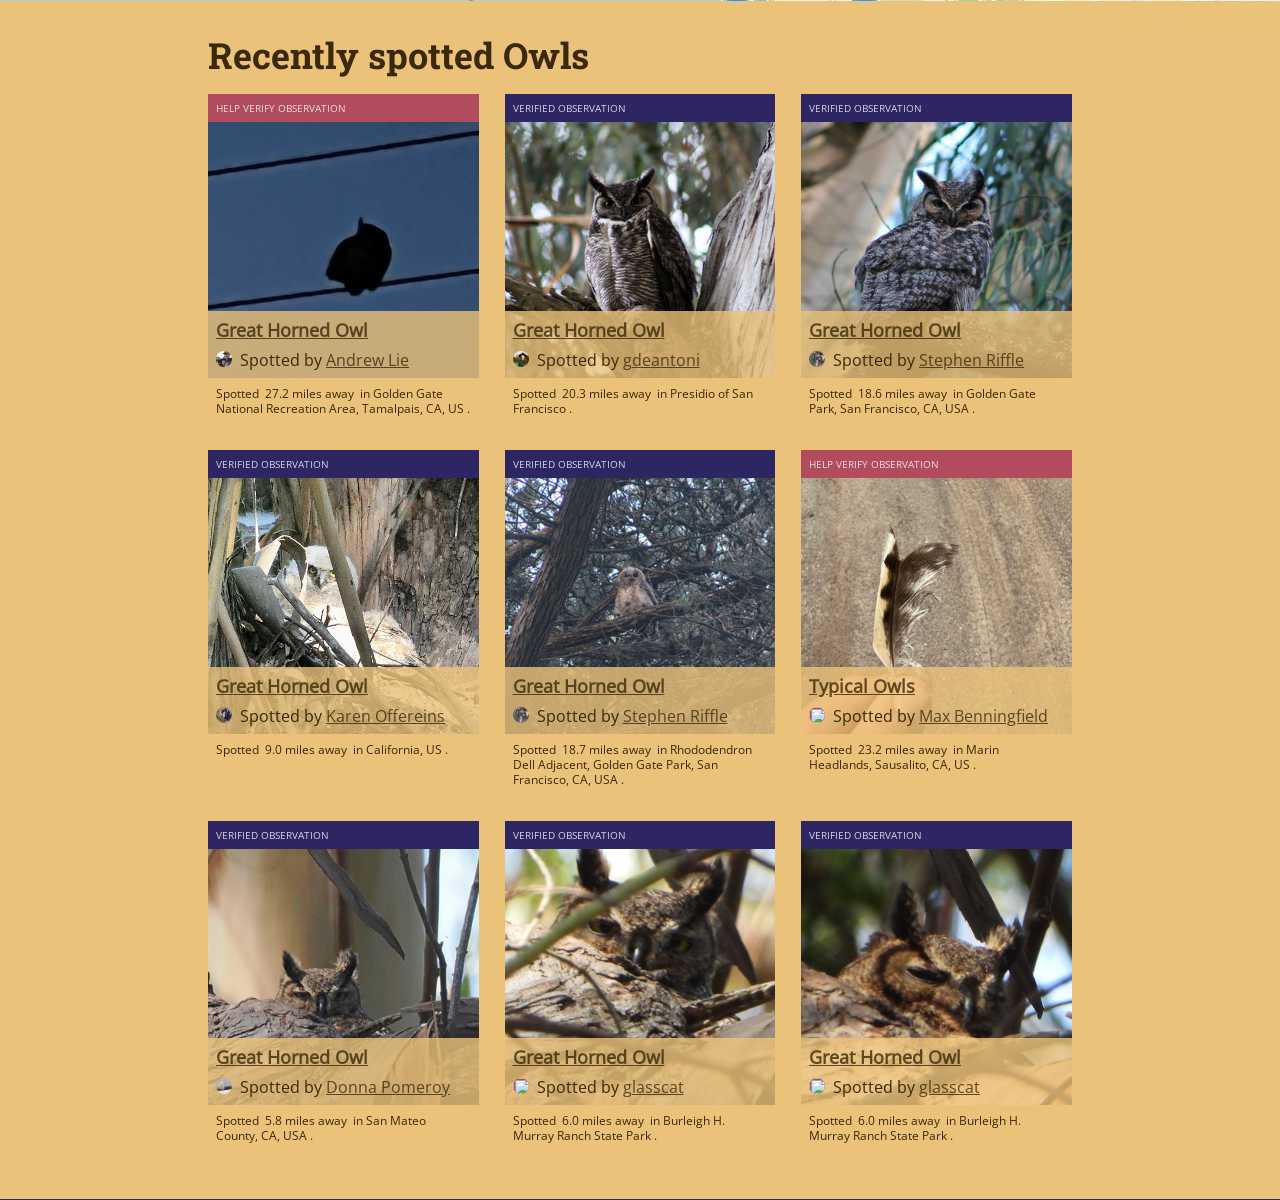 Recently spotted Owls
HELP VERIFY OBSERVATION
Great Horned Owl
Spotted by Andrew Lie
Spotted 27.2 miles away in Golden Gate
National Recreation Area, Tamalpais, CA, US .
VERIFIED OBSERVATION
Great Horned Owl
Spotted by gdeantoni
Spotted 20.3 miles away in Presidio of San
Francisco .
VERIFIED OBSERVATION
Great Horned Owl
Spotted by Stephen Riffle
Spotted 18.6 miles away in Golden Gate
Park, San Francisco, CA, USA .
VERIFIED OBSERVATION
Great Horned Owl
Spotted by Karen Offereins
Spotted 9.0 miles away in California, US .
VERIFIED OBSERVATION
Great Horned Owl
Spotted by Stephen Riffle
Spotted 18.7 miles away in Rhododendron
Dell Adjacent, Golden Gate Park, San
Francisco, CA, USA .
HELP VERIFY OBSERVATION
Typical Owls
Spotted by Max Benningfield
Spotted 23.2 miles away in Marin
Headlands, Sausalito, CA, US .
VERIFIED OBSERVATION
Great Horned Owl
Spotted by Donna Pomeroy
Spotted 5.8 miles away in San Mateo
County, CA, USA .
VERIFIED OBSERVATION
Great Horned Owl
Spotted by glasscat
Spotted 6.0 miles away in Burleigh H.
Murray Ranch State Park .
VERIFIED OBSERVATION
Great Horned Owl
Spotted by glasscat
Spotted 6.0 miles away in Burleigh H.
Murray Ranch State Park .